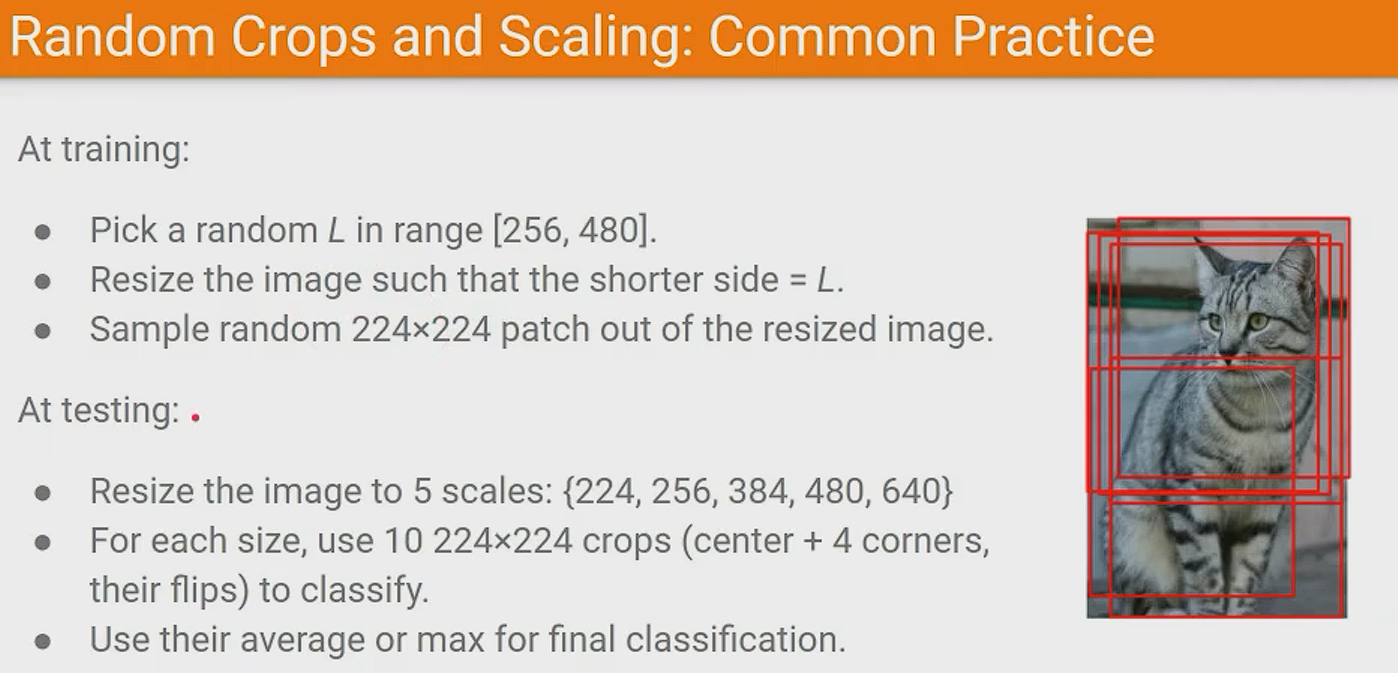 Random Crops and Scaling: Common Practice
At training:
● Pick a random L in range [256, 480].
● Resize the image such that the shorter side = L.
● Sample random 224×224 patch out of the resized image.
At testing:
● Resize the image to 5 scales: {224, 256, 384, 480, 640}
● For each size, use 10 224×224 crops (center + 4 corners,
their flips) to classify.
● Use their average or max for final classification.